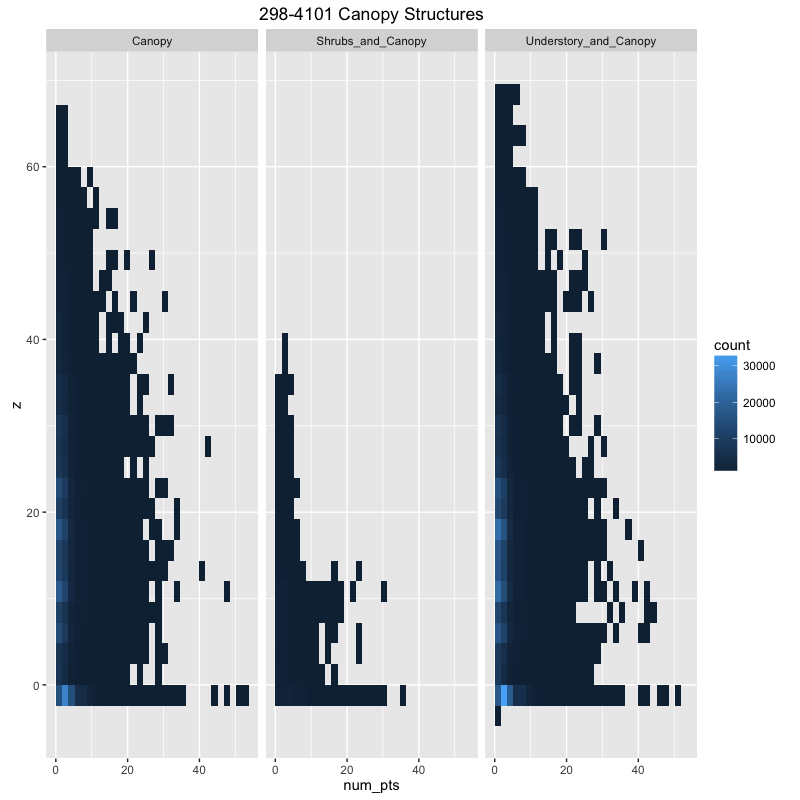 298-4101 Canopy Structures
Canopy
Shrubs_and_Canopy
Understory_and_Canopy
60
40
20
0
z
0 20 40
0 20 40
0 20 40
num_pts
count
30000
20000
10000